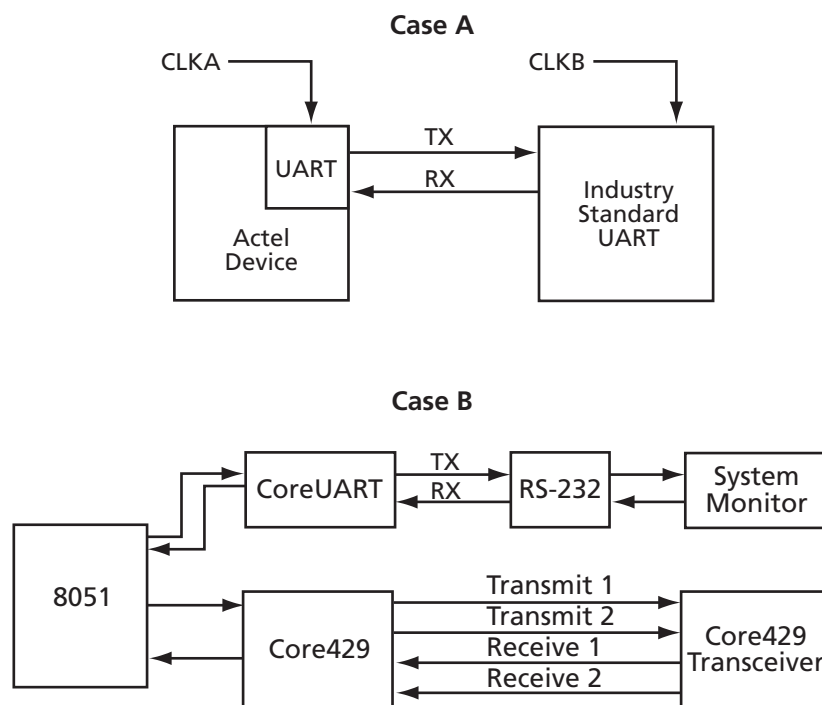 Case A
CLKA
CLKB
UART
TX
RX
Actel
Device
Industry
Standard
UART
Case B
CoreUART
TX
RX
RS-232
System
Monitor
8051
Core429
Transmit 1
Transmit 2
Receive 1
Receive 2
Core429
Transceiver